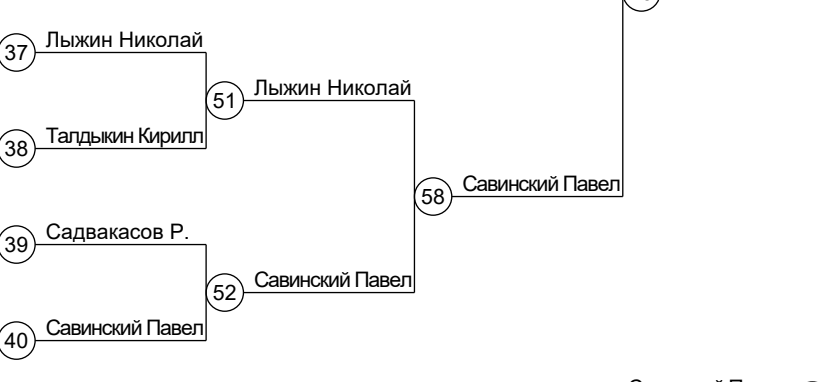 37 Лыжин Николай
51 Лыжин Николай
38 Талдыкин Кирилл
58 Савинский Павел
39 Садвакасов Р.
52 Савинский Павел
40 Савинский Павел